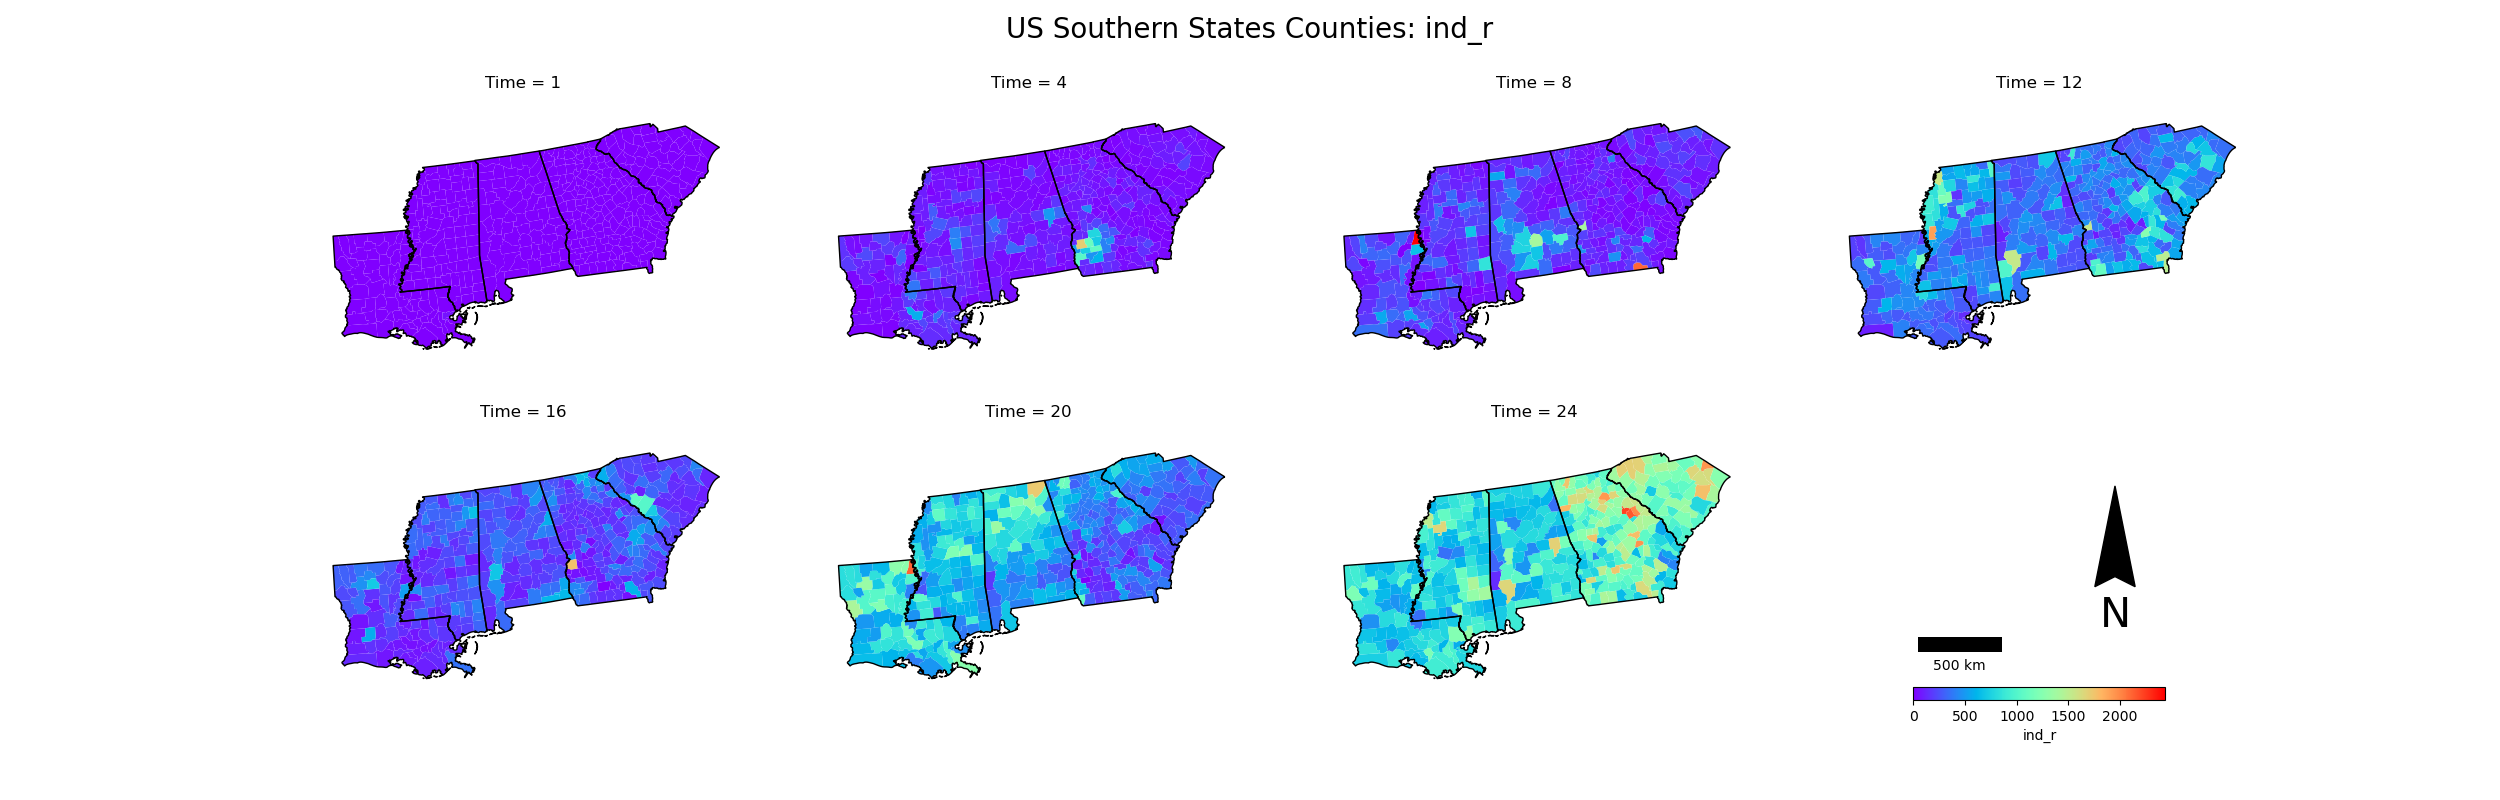 US Southern States Counties: ind_r
Time = 1
Time = 4
Time = 8
Time = 12
Time = 16
Time = 20
Time = 24
N
500 km
0 500 1000 1500 2000
ind_r